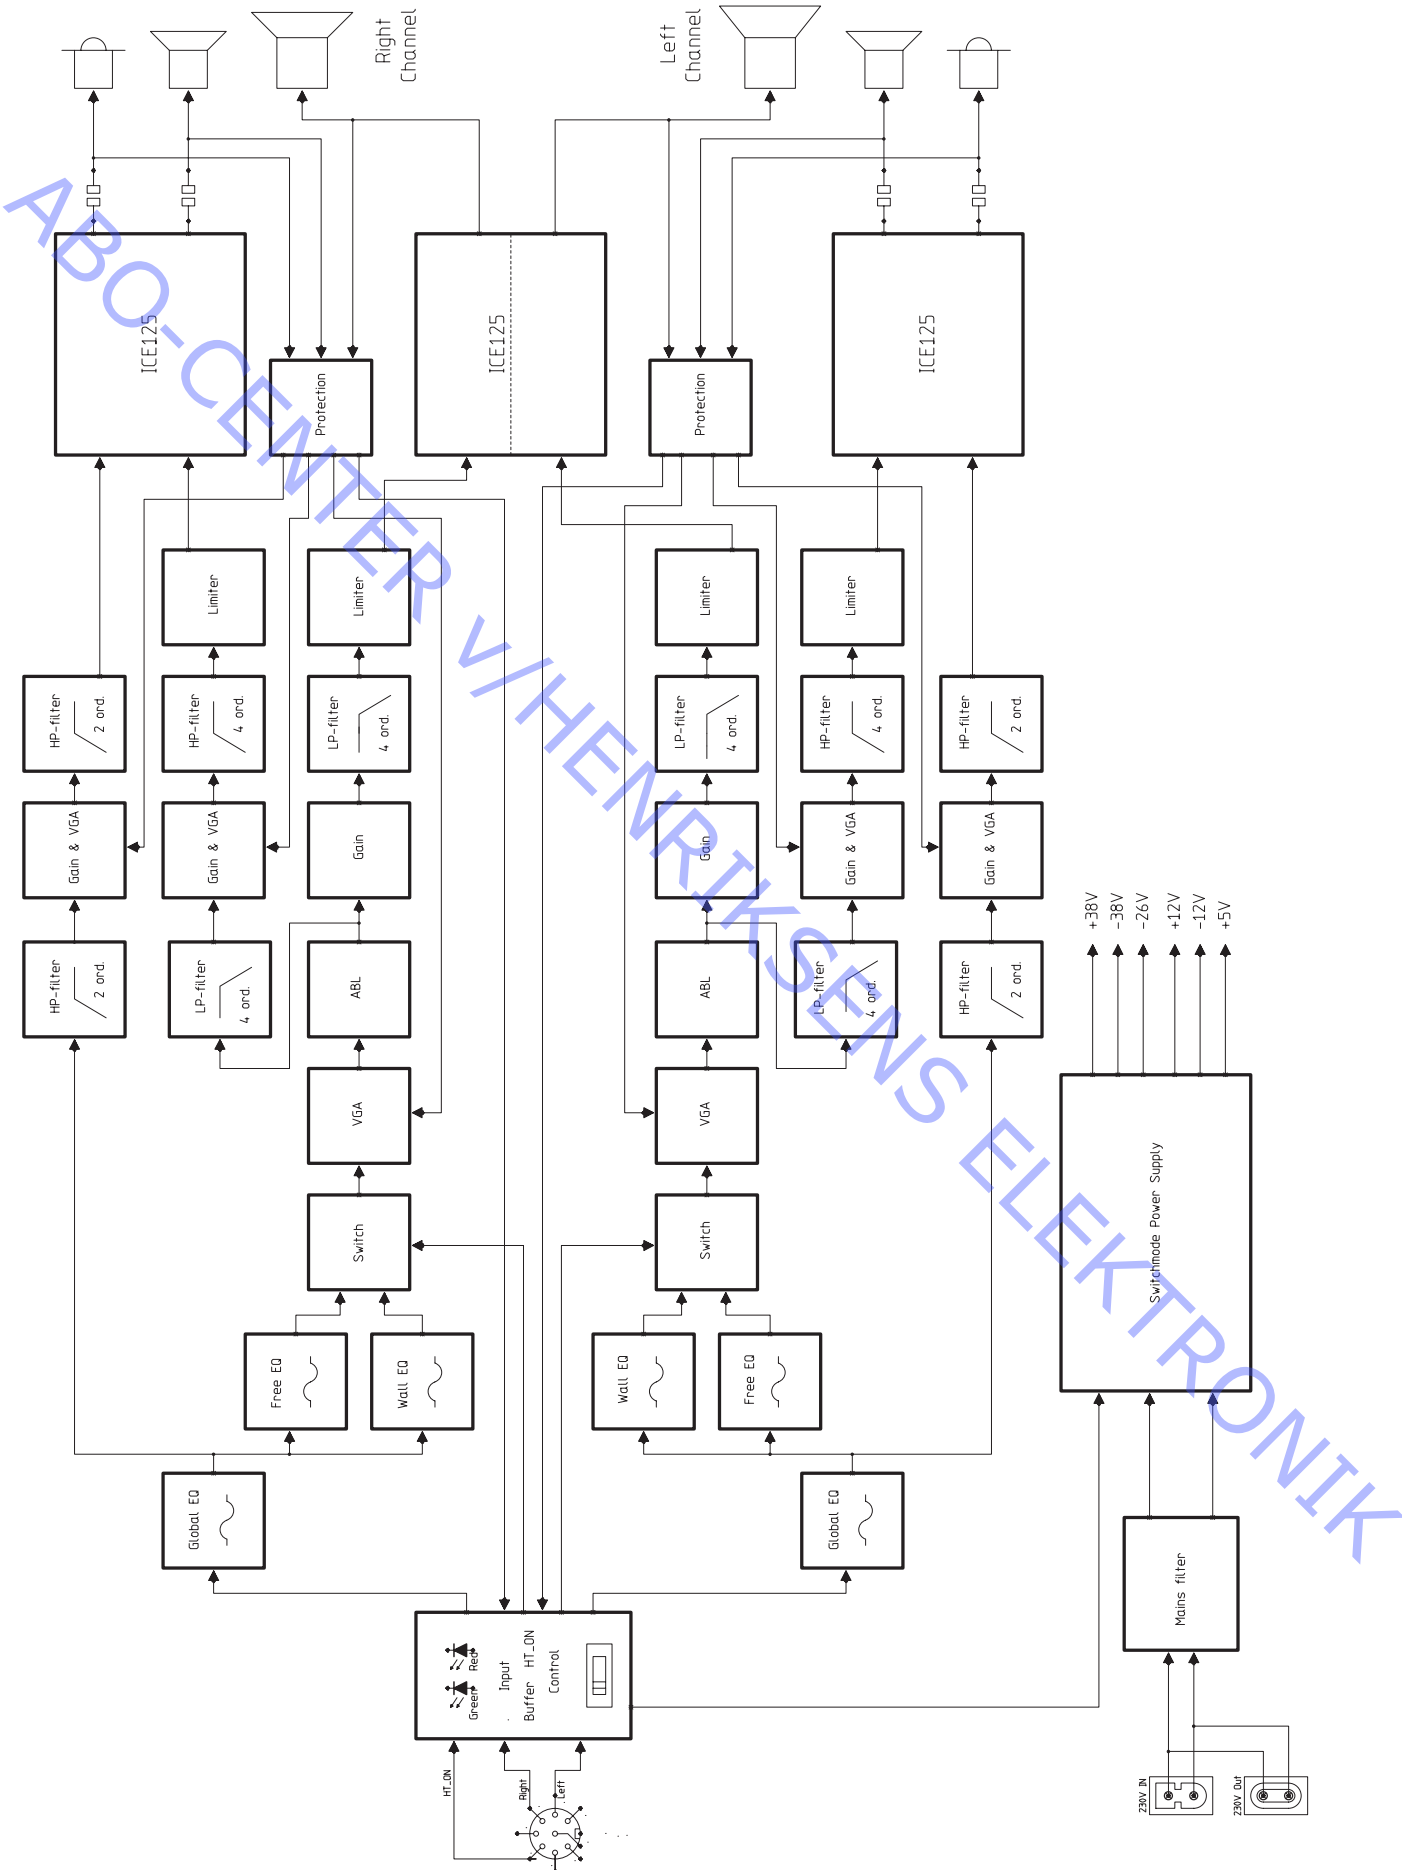 Right
Channel
Left
Channel
ICE125
ICE125
ICE125
Protection
Protection
Limiter
Limiter
Limiter
Limiter
HP-filter
2 ord.
HP-filter
4 ord.
LP-filter
4 ord.
LP-filter
4 ord.
HP-filter
4 ord.
HP-filter
2 ord.
Gain & VGA
Gain & VGA
Gain
Gain
Gain & VGA
Gain & VGA
HP-filter
2 ord.
LP-filter
4 ord.
ABL
ABL
LP-filter
4 ord.
HP-filter
2 ord.
+38V
-38V
-26V
+12V
-12V
+5V
VGA
VGA
Switch
Switch
Switchmode Power Supply
Free EQ
Wall EQ
Wall EQ
Free EQ
Global EQ
Global EQ
Mains filter
Green
Red
Input
Buffer HT_ON
Control
HT_ON
Right
Left
230V IN
230V Out
ABO-CENTER v/HENRIKSENS ELEKTRONIK